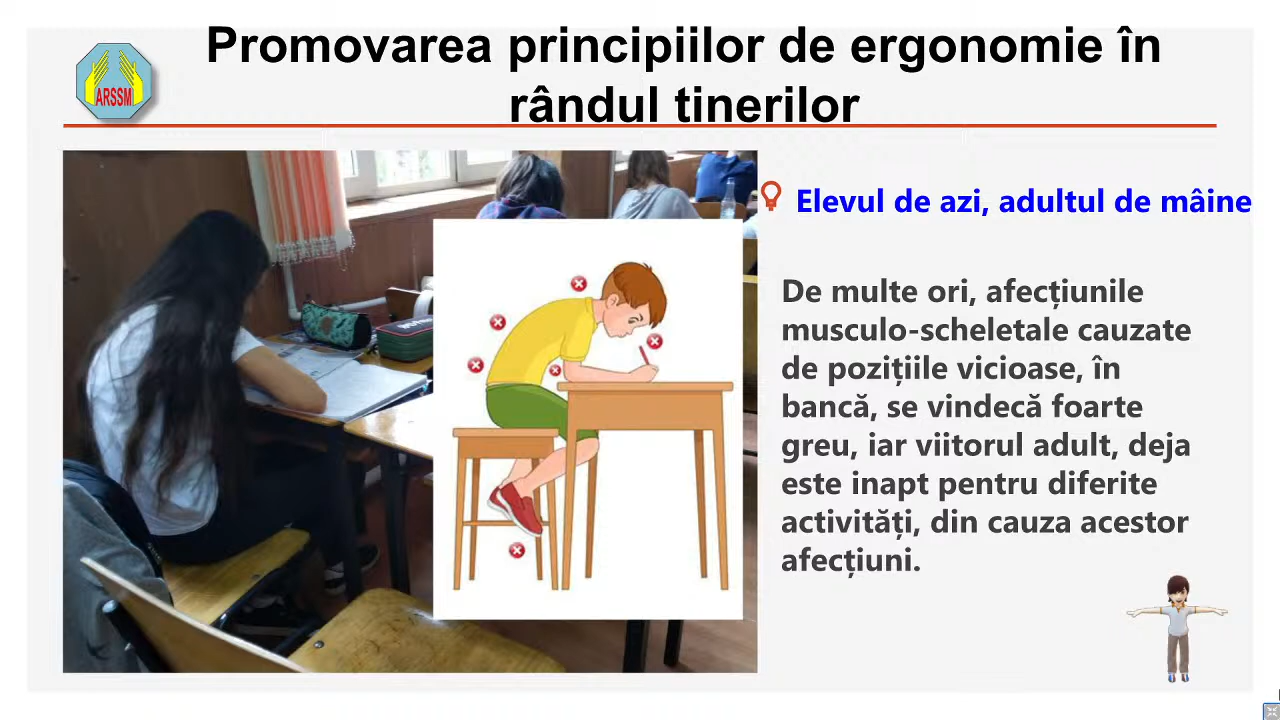 Promovarea principiilor de ergonomie în
rândul tinerilor
ARSSM
Elevul de azi, adultul de mâine
De multe ori, afecțiunile
musculo-scheletale cauzate
de pozițiile vicioase, în
bancă, se vindecă foarte
greu, iar viitorul adult, deja
este inapt pentru diferite
activități, din cauza acestor
afecțiuni.